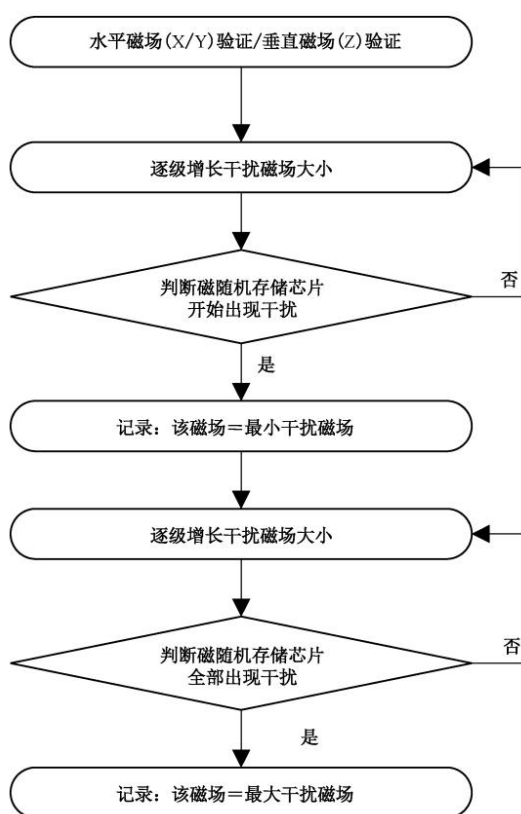 水平磁场(X/Y)验证/垂直磁场(Z)验证
逐级增长干扰磁场大小
判断磁随机存储芯片
开始出现干扰
否
是
记录：该磁场＝最小干扰磁场
逐级增长干扰磁场大小
判断磁随机存储芯片
全部出现干扰
否
是
记录：该磁场＝最大干扰磁场